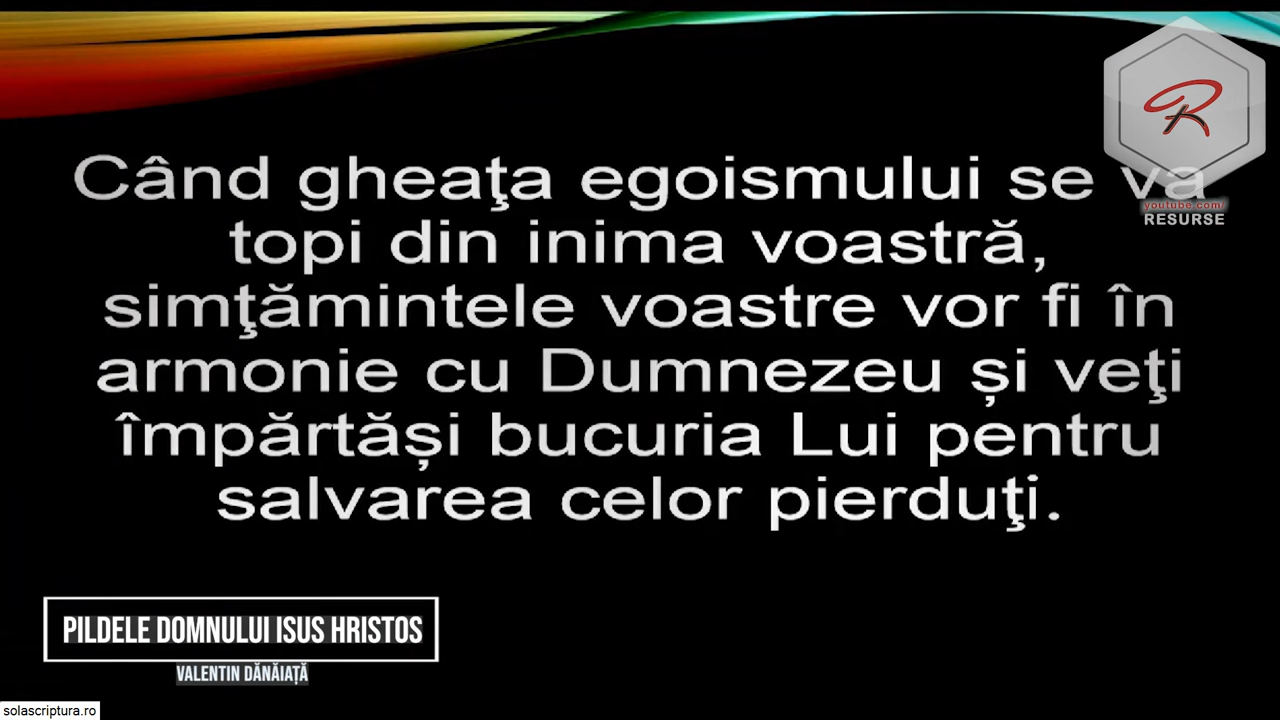 Când gheaţa egoismului se va
topi din inima voastră,
simţămintele voastre vor fi în
armonie cu Dumnezeu și veţi
împărtăși bucuria Lui pentru
salvarea celor pierduţi.
R
youtube.com/
RESURSE
PILDELE DOMNULUI ISUS HRISTOS
VALENTIN DĂNĂIAȚĂ
solascriptura.ro